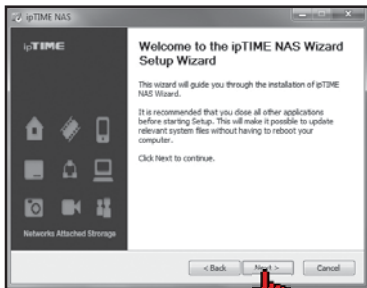 ipTIME NAS
ipTIME
Welcome to the ipTIME NAS Wizard
Setup Wizard
This wizard will guide you through the installation of ipTIME
NAS Wizard.
It is recommended that you close all other applications
before starting Setup. This will make it possible to update
relevant system files without having to reboot your
computer.
Click Next to continue.
Networks Attached Strorage
< Back
Next >
Cancel